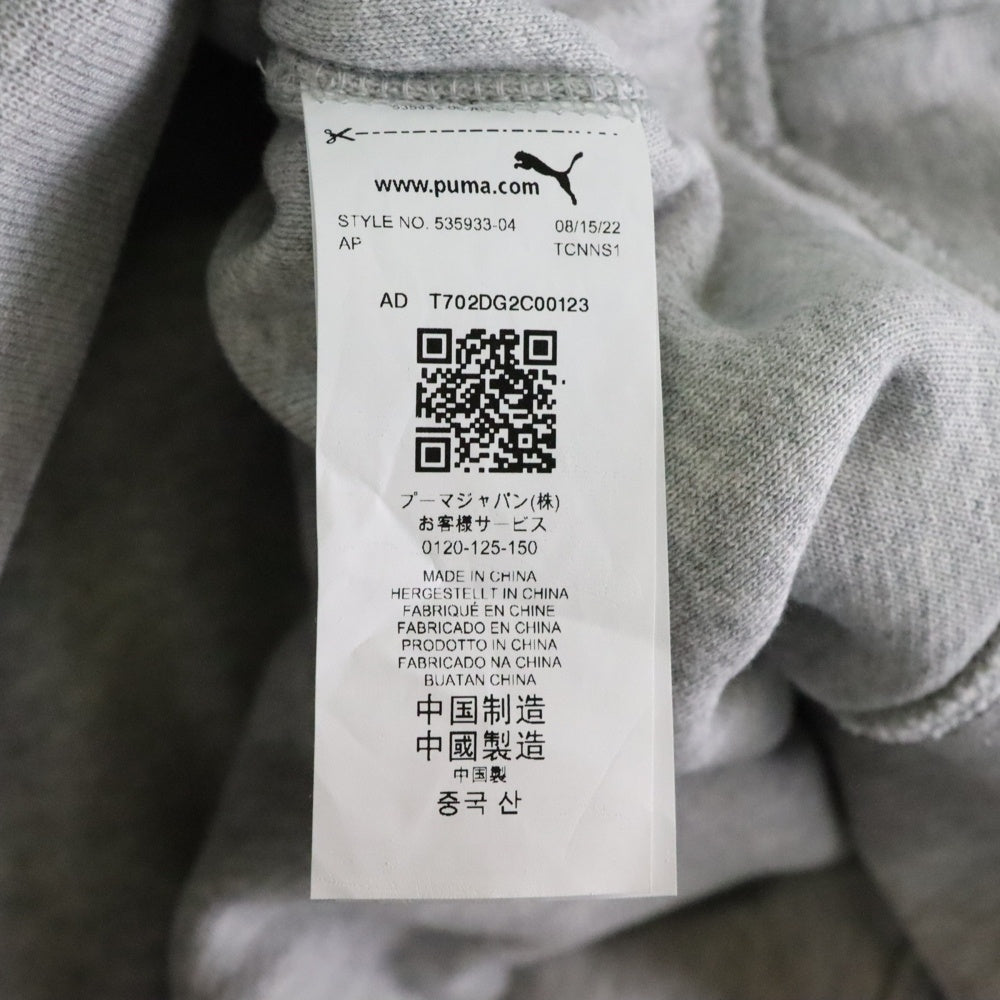 www.puma.com
STYLE NO. 535933-04 08/15/22
AP TCNNS1
AD T702DG2C00123
プーマジャパン(株)
お客様サービス
0120-125-150
MADE IN CHINA
HERGESTELLT IN CHINA
FABRIQUÉ EN CHINE
FABRICADO EN CHINA
PRODOTTO IN CHINA
FABRICADO NA CHINA
BUATAN CHINA
中国制造
中國製造
中国製
중국 산